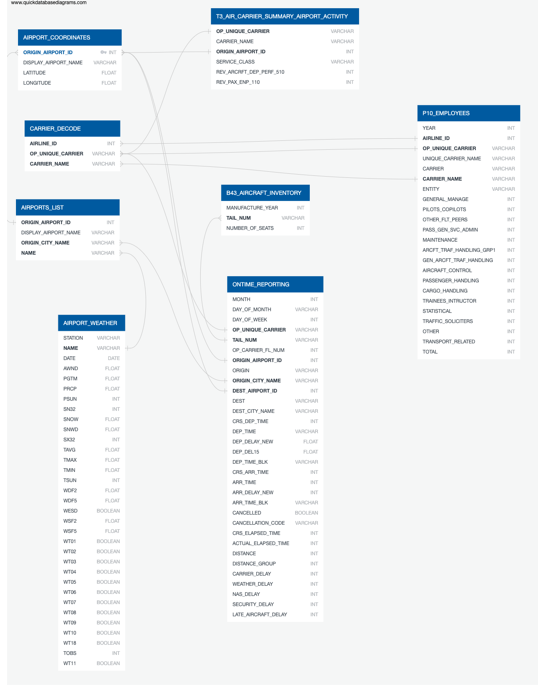 www.quickdatabasediagrams.com
T3_AIR_CARRIER_SUMMARY_AIRPORT_ACTIVITY
OP_UNIQUE_CARRIER VARCHAR
CARRIER_NAME VARCHAR
ORIGIN_AIRPORT_ID INT
SERVICE_CLASS VARCHAR
REV_ARCRFT_DEP_PERF_510 INT
REV_PAX_ENP_110 INT
AIRPORT_COORDINATES
ORIGIN_AIRPORT_ID INT
DISPLAY_AIRPORT_NAME VARCHAR
LATITUDE FLOAT
LONGITUDE FLOAT
CARRIER_DECODE
AIRLINE_ID INT
OP_UNIQUE_CARRIER VARCHAR
CARRIER_NAME VARCHAR
P10_EMPLOYEES
YEAR INT
AIRLINE_ID INT
OP_UNIQUE_CARRIER VARCHAR
UNIQUE_CARRIER_NAME VARCHAR
CARRIER VARCHAR
CARRIER_NAME VARCHAR
ENTITY VARCHAR
GENERAL_MANAGE INT
PILOTS_COPILOTS INT
OTHER_FLT_PEERS INT
PASS_GEN_SVC_ADMIN INT
MAINTENANCE INT
ARCFT_TRAF_HANDLING_GRP1 INT
GEN_ARCFT_TRAF_HANDLING INT
AIRCRAFT_CONTROL INT
PASSENGER_HANDLING INT
CARGO_HANDLING INT
TRAINEES_INTRUCTOR INT
STATISTICAL INT
TRAFFIC_SOLICITERS INT
OTHER INT
TRANSPORT_RELATED INT
TOTAL INT
AIRPORTS_LIST
ORIGIN_AIRPORT_ID INT
DISPLAY_AIRPORT_NAME VARCHAR
ORIGIN_CITY_NAME VARCHAR
NAME VARCHAR
B43_AIRCRAFT_INVENTORY
MANUFACTURE_YEAR INT
TAIL_NUM VARCHAR
NUMBER_OF_SEATS INT
ONTIME_REPORTING
MONTH INT
DAY_OF_MONTH VARCHAR
DAY_OF_WEEK INT
OP_UNIQUE_CARRIER VARCHAR
TAIL_NUM VARCHAR
OP_CARRIER_FL_NUM INT
ORIGIN_AIRPORT_ID INT
ORIGIN VARCHAR
ORIGIN_CITY_NAME VARCHAR
DEST_AIRPORT_ID INT
DEST VARCHAR
DEST_CITY_NAME VARCHAR
CRS_DEP_TIME INT
DEP_TIME VARCHAR
DEP_DELAY_NEW FLOAT
DEP_DEL15 FLOAT
DEP_TIME_BLK VARCHAR
CRS_ARR_TIME INT
ARR_TIME INT
ARR_DELAY_NEW INT
ARR_TIME_BLK VARCHAR
CANCELLED BOOLEAN
CANCELLATION_CODE VARCHAR
CRS_ELAPSED_TIME INT
ACTUAL_ELAPSED_TIME INT
DISTANCE INT
DISTANCE_GROUP INT
CARRIER_DELAY INT
WEATHER_DELAY INT
NAS_DELAY INT
SECURITY_DELAY INT
LATE_AIRCRAFT_DELAY INT
AIRPORT_WEATHER
STATION VARCHAR
NAME VARCHAR
DATE DATE
AWND FLOAT
PGTM FLOAT
PRCP FLOAT
PSUN INT
SN32 INT
SNOW FLOAT
SNWD FLOAT
SX32 INT
TAVG FLOAT
TMAX FLOAT
TMIN FLOAT
TSUN INT
WDF2 FLOAT
WDF5 FLOAT
WESD BOOLEAN
WSF2 FLOAT
WSF5 FLOAT
WT01 BOOLEAN
WT02 BOOLEAN
WT03 BOOLEAN
WT04 BOOLEAN
WT05 BOOLEAN
WT06 BOOLEAN
WT07 BOOLEAN
WT08 BOOLEAN
WT09 BOOLEAN
WT10 BOOLEAN
WT18 BOOLEAN
TOBS INT
WT11 BOOLEAN